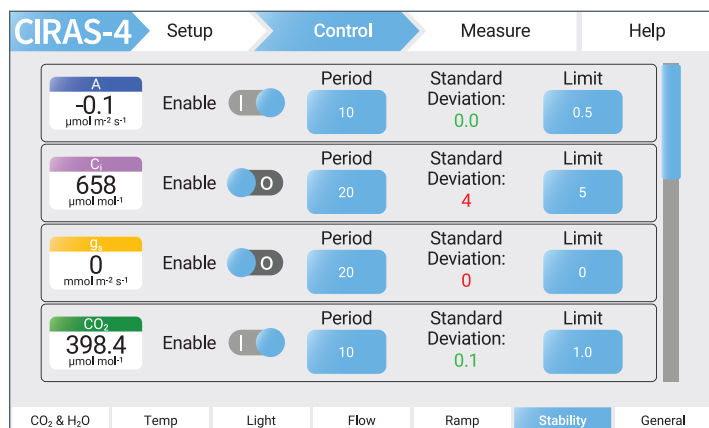 CIRAS-4 Setup Control Measure Help
A
-0.1
µmol m-2 s-1
Enable I
Period
10
Standard
Deviation:
0.0
Limit
0.5
Ci
658
µmol mol-1
Enable O
Period
20
Standard
Deviation:
4
Limit
5
gs
0
mmol m-2 s-1
Enable O
Period
20
Standard
Deviation:
0
Limit
0
CO2
398.4
µmol mol-1
Enable I
Period
10
Standard
Deviation:
0.1
Limit
1.0
CO2 & H2O Temp Light Flow Ramp Stability General